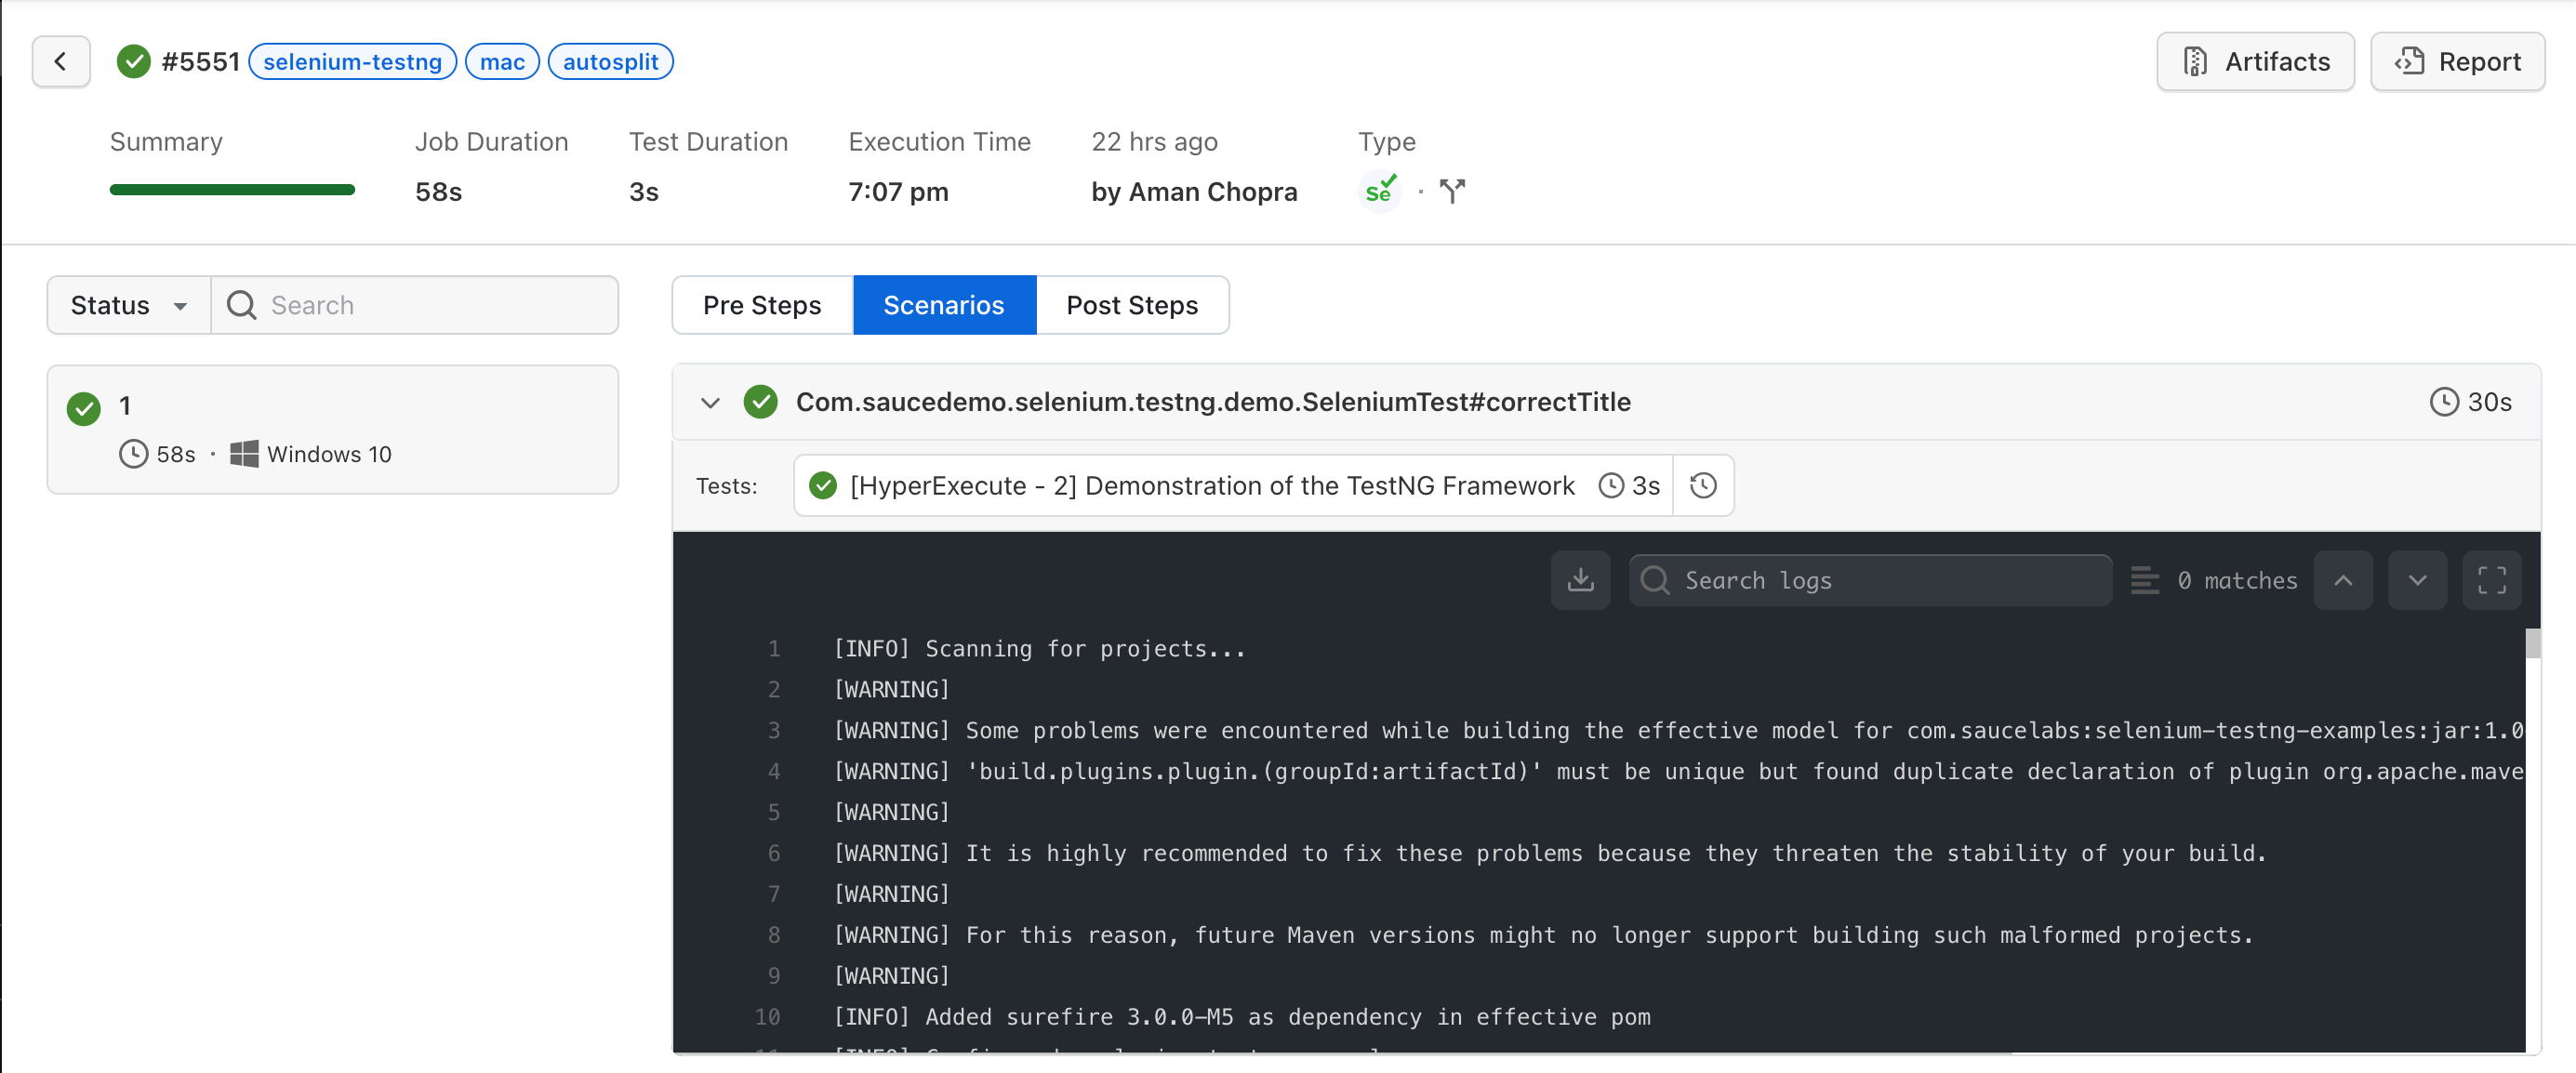 #5551 selenium-testng mac autosplit Artifacts Report
Summary Job Duration Test Duration Execution Time 22 hrs ago Type
58s 3s 7:07 pm by Aman Chopra Se
Status Search Pre Steps Scenarios Post Steps
1
58s · Windows 10
Com.saucedemo.selenium.testng.demo.SeleniumTest#correctTitle 30s
Tests: [HyperExecute - 2] Demonstration of the TestNG Framework 3s
Search logs 0 matches
1 [INFO] Scanning for projects...
2 [WARNING]
3 [WARNING] Some problems were encountered while building the effective model for com.saucelabs:selenium-testng-examples:jar:1.0
4 [WARNING] 'build.plugins.plugin.(groupId:artifactId)' must be unique but found duplicate declaration of plugin org.apache.mave
5 [WARNING]
6 [WARNING] It is highly recommended to fix these problems because they threaten the stability of your build.
7 [WARNING]
8 [WARNING] For this reason, future Maven versions might no longer support building such malformed projects.
9 [WARNING]
10 [INFO] Added surefire 3.0.0-M5 as dependency in effective pom